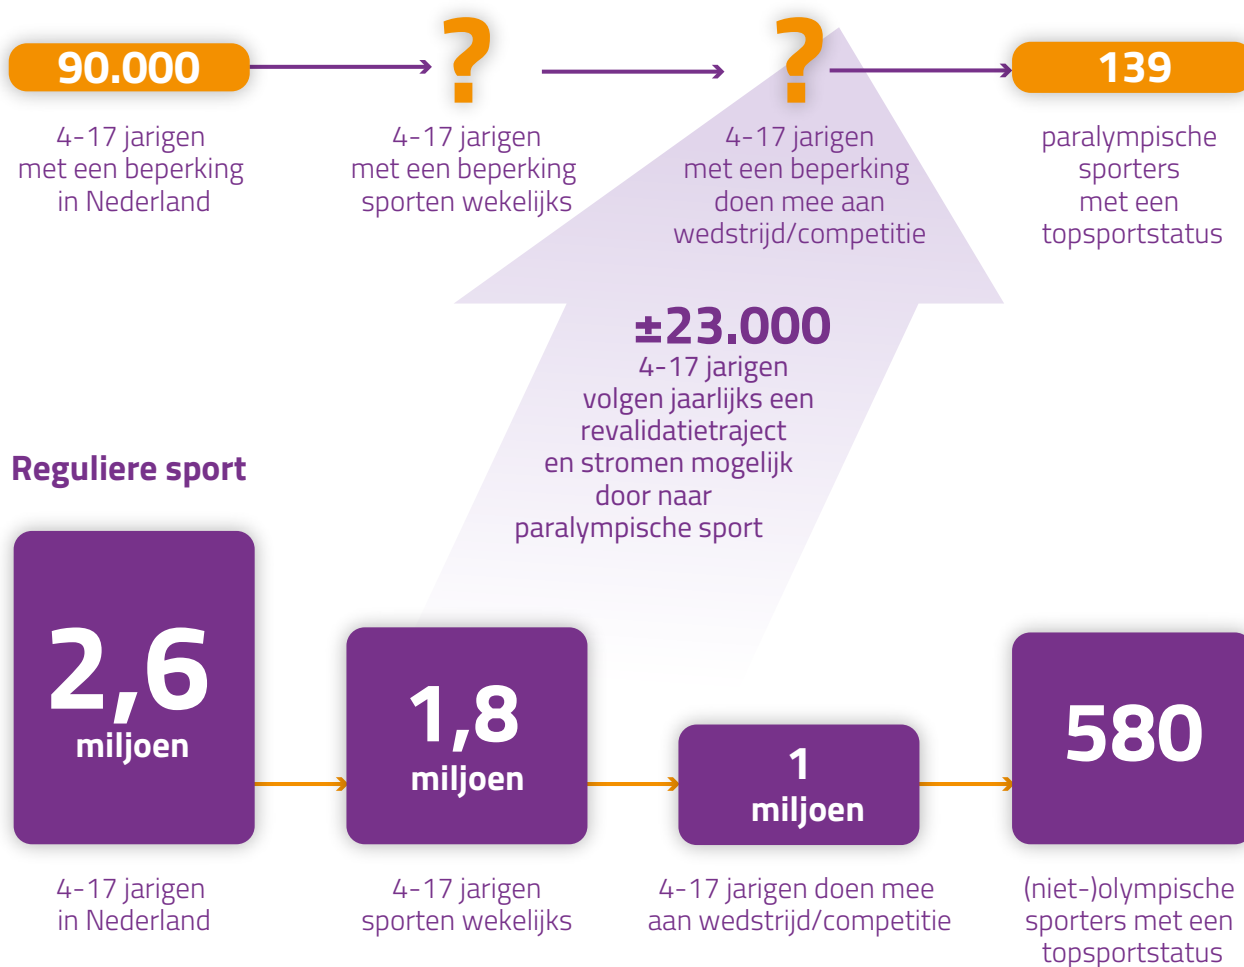 90.000
?
?
139
4-17 jarigen
met een beperking
in Nederland
4-17 jarigen
met een beperking
sporten wekelijks
4-17 jarigen
met een beperking
doen mee aan
wedstrijd/competitie
paralympische
sporters
met een
topsportstatus
±23.000
4-17 jarigen
volgen jaarlijks een
revalidatietraject
en stromen mogelijk
door naar
paralympische sport
Reguliere sport
2,6
miljoen
1,8
miljoen
1
miljoen
580
4-17 jarigen
in Nederland
4-17 jarigen
sporten wekelijks
4-17 jarigen doen mee
aan wedstrijd/competitie
(niet-)olympische
sporters met een
topsportstatus